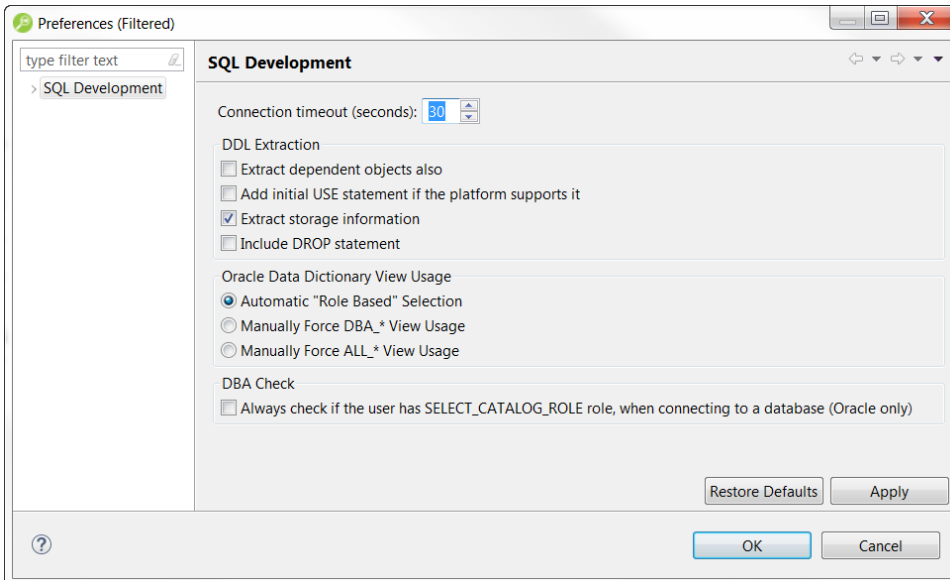 Preferences (Filtered)
type filter text
SQL Development
SQL Development
Connection timeout (seconds): 30
DDL Extraction
Extract dependent objects also
Add initial USE statement if the platform supports it
Extract storage information
Include DROP statement
Oracle Data Dictionary View Usage
Automatic "Role Based" Selection
Manually Force DBA_* View Usage
Manually Force ALL_* View Usage
DBA Check
Always check if the user has SELECT_CATALOG_ROLE role, when connecting to a database (Oracle only)
Restore Defaults Apply
OK Cancel